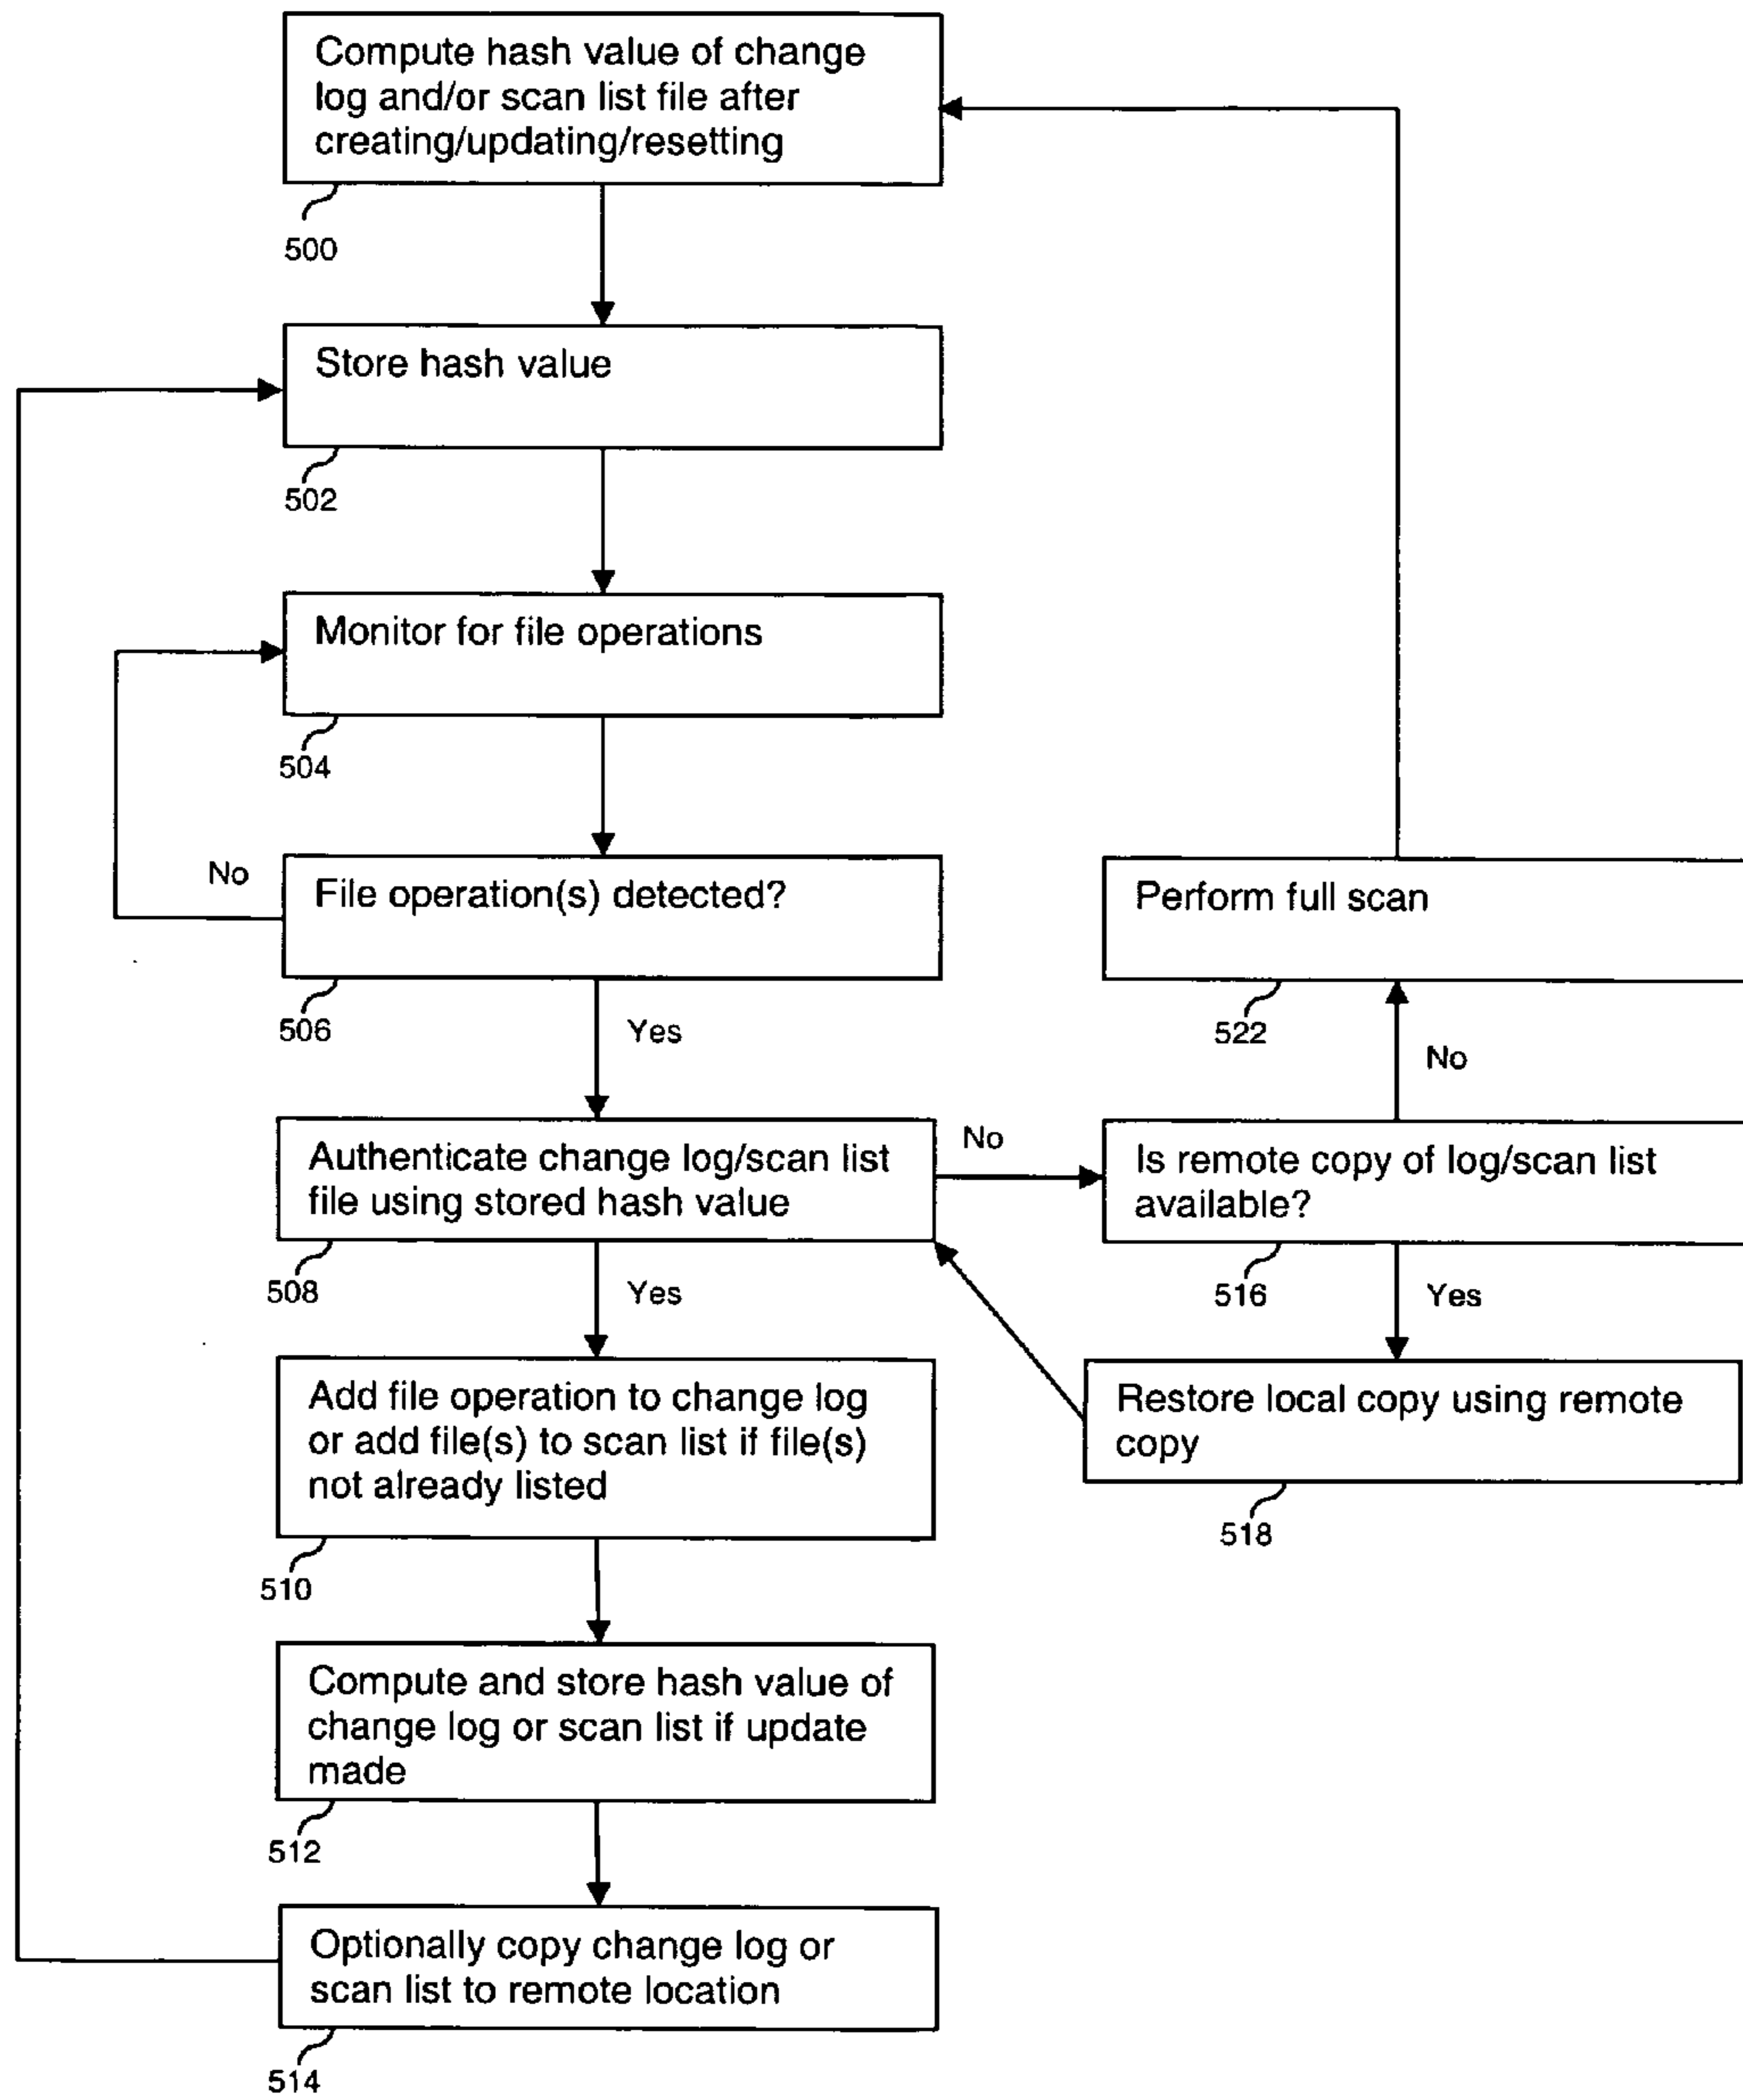 Compute hash value of change
log and/or scan list file after
creating/updating/resetting
500
Store hash value
502
Monitor for file operations
504
No
File operation(s) detected?
506
Yes
Perform full scan
522
No
Authenticate change log/scan list
file using stored hash value
508
No
Is remote copy of log/scan list
available?
516
Yes
Yes
Add file operation to change log
or add file(s) to scan list if file(s)
not already listed
510
Restore local copy using remote
copy
518
Compute and store hash value of
change log or scan list if update
made
512
Optionally copy change log or
scan list to remote location
514